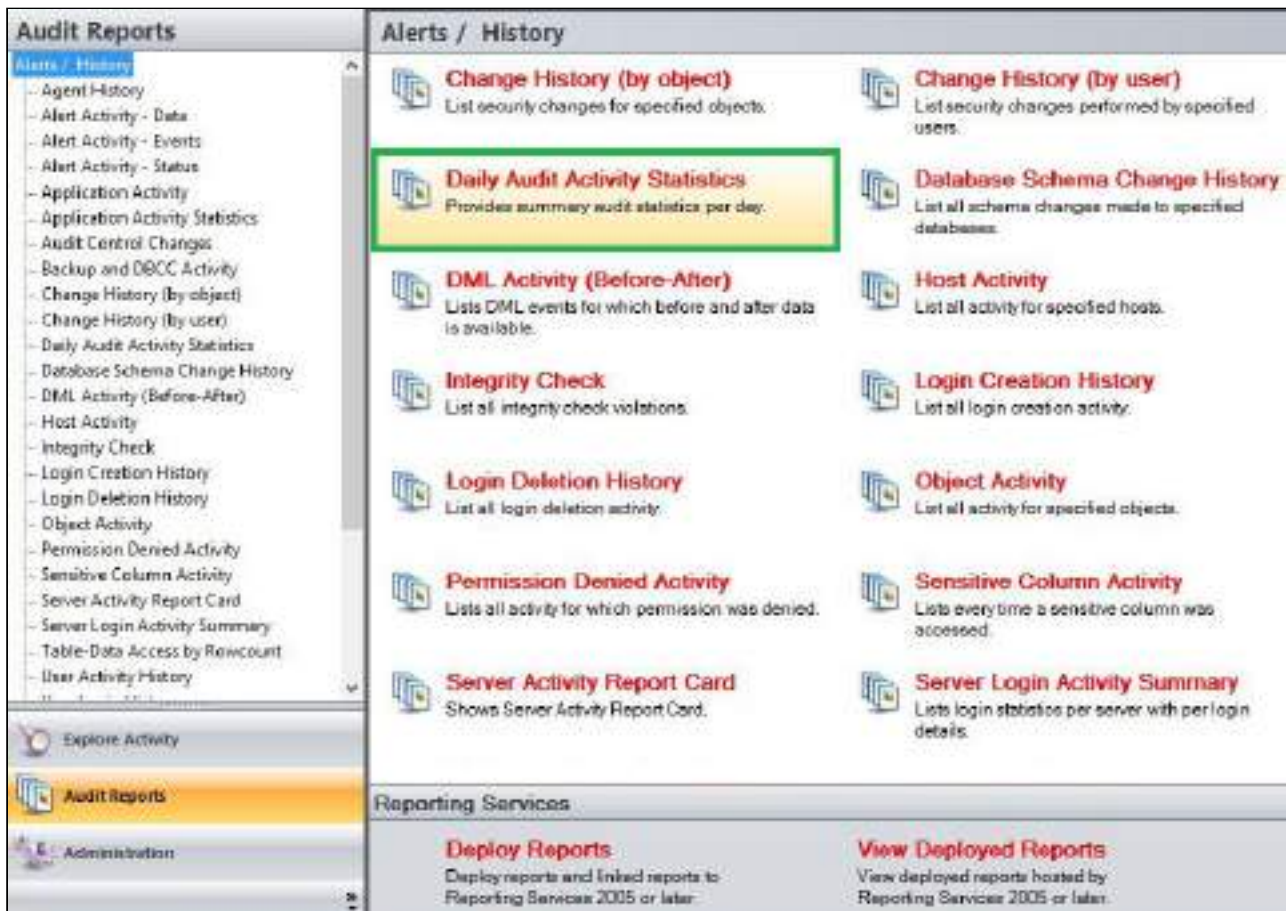 Audit Reports
Alerts / History
Agent History
Alert Activity - Data
Alert Activity - Events
Alert Activity - Status
Application Activity
Application Activity Statistics
Audit Control Changes
Backup and DBCC Activity
Change History (by object)
Change History (by user)
Daily Audit Activity Statistics
Database Schema Change History
DML Activity (Before-After)
Host Activity
Integrity Check
Login Creation History
Login Deletion History
Object Activity
Permission Denied Activity
Sensitive Column Activity
Server Activity Report Card
Server Login Activity Summary
Table-Data Access by Rowcount
User Activity History
Explore Activity
Audit Reports
Administration
Alerts / History
Change History (by object)
List security changes for specified objects.
Change History (by user)
List security changes performed by specified
users.
Daily Audit Activity Statistics
Provides summary audit statistics per day.
Database Schema Change History
List all schema changes made to specified
databases.
DML Activity (Before-After)
Lists DML events for which before and after data
is available.
Host Activity
List all activity for specified hosts.
Integrity Check
List all integrity check violations.
Login Creation History
List all login creation activity.
Login Deletion History
List all login deletion activity.
Object Activity
List all activity for specified objects.
Permission Denied Activity
Lists all activity for which permission was denied.
Sensitive Column Activity
Lists every time a sensitive column was
accessed.
Server Activity Report Card
Shows Server Activity Report Card.
Server Login Activity Summary
Lists login statistics per server with per login
details.
Reporting Services
Deploy Reports
Deploy reports and linked reports to
Reporting Services 2005 or later.
View Deployed Reports
View deployed reports hosted by
Reporting Services 2005 or later.